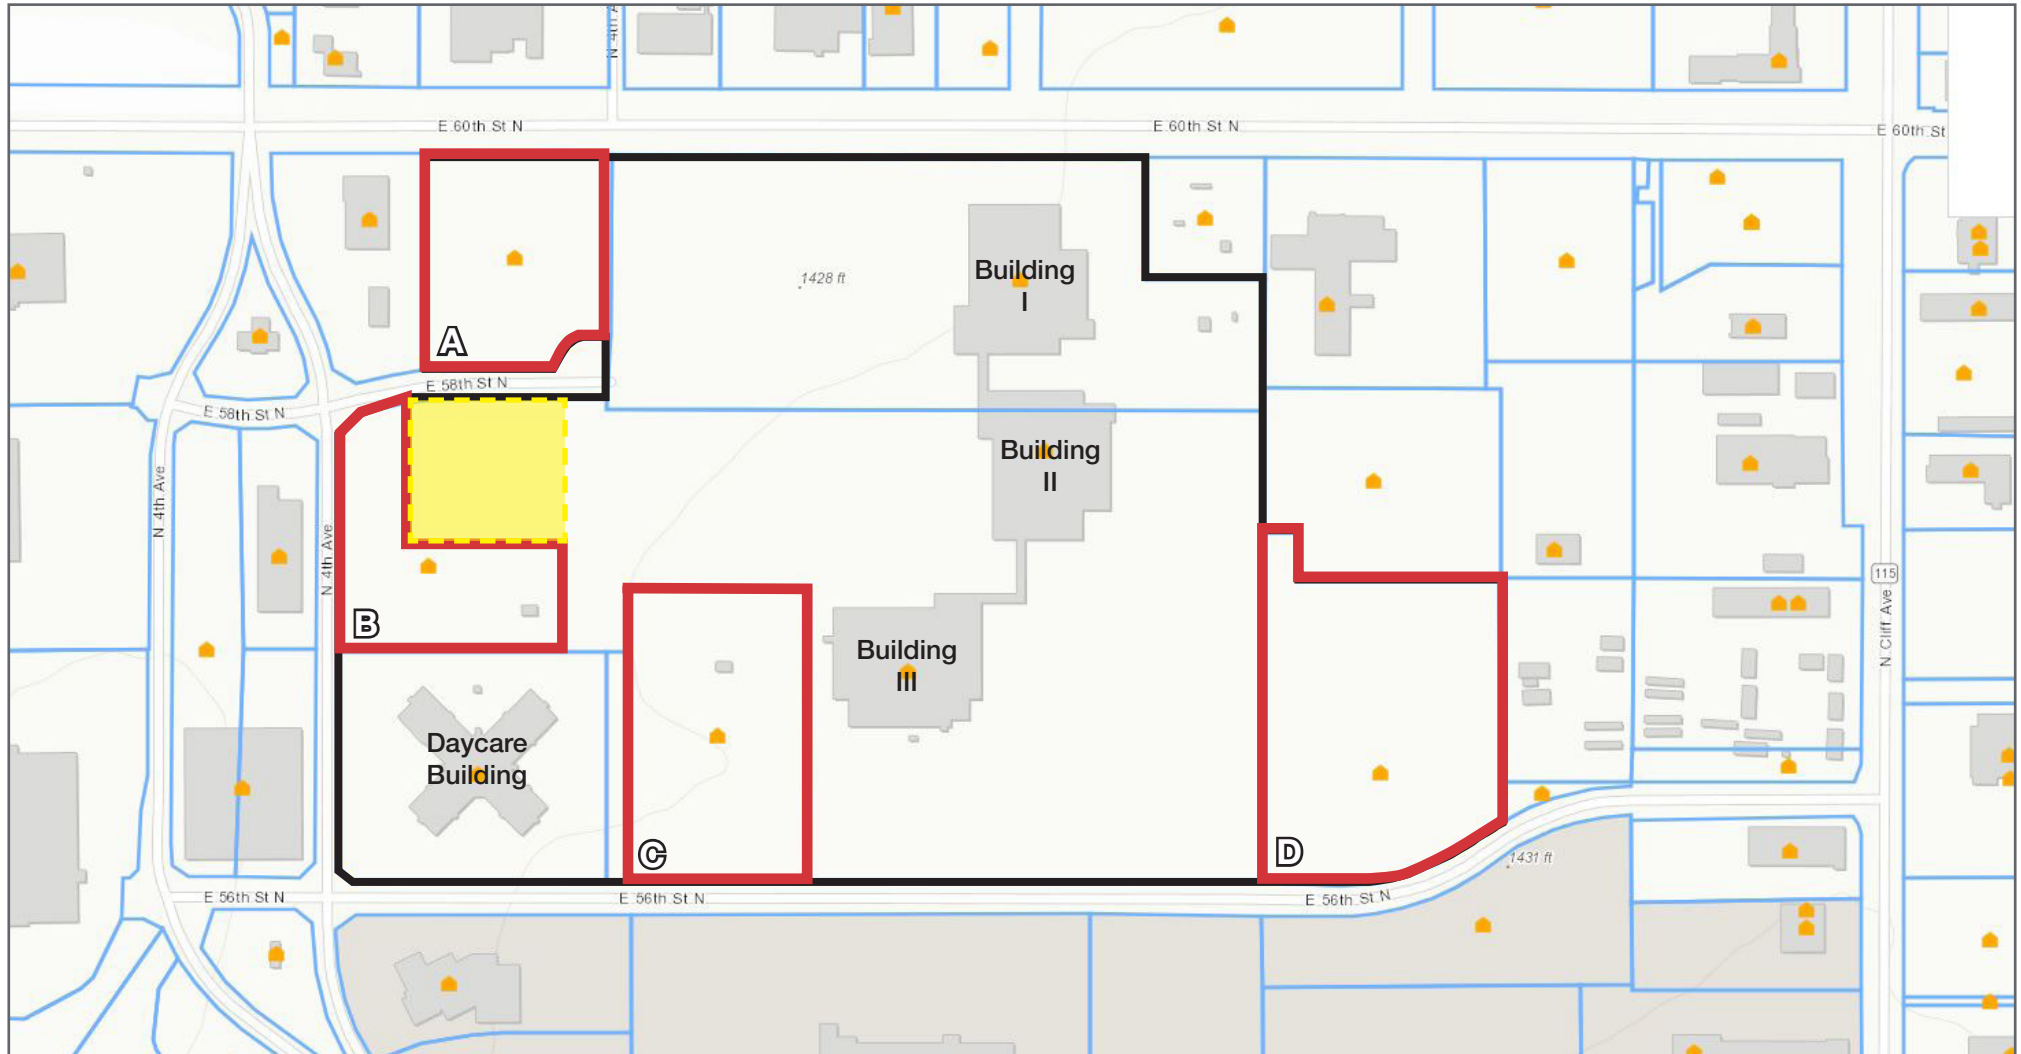 N 4th A
E 60th St N
E 60th St N
E 60th St
Building
I
1428 ft
A
E 58th St N
E 58th St N
Building
II
N 4th Ave
N 4th Ave
115
N Cliff Ave
B
Building
III
Daycare
Building
C
D
1431 ft
E 56th St N
E 56th St N
E 56th St N